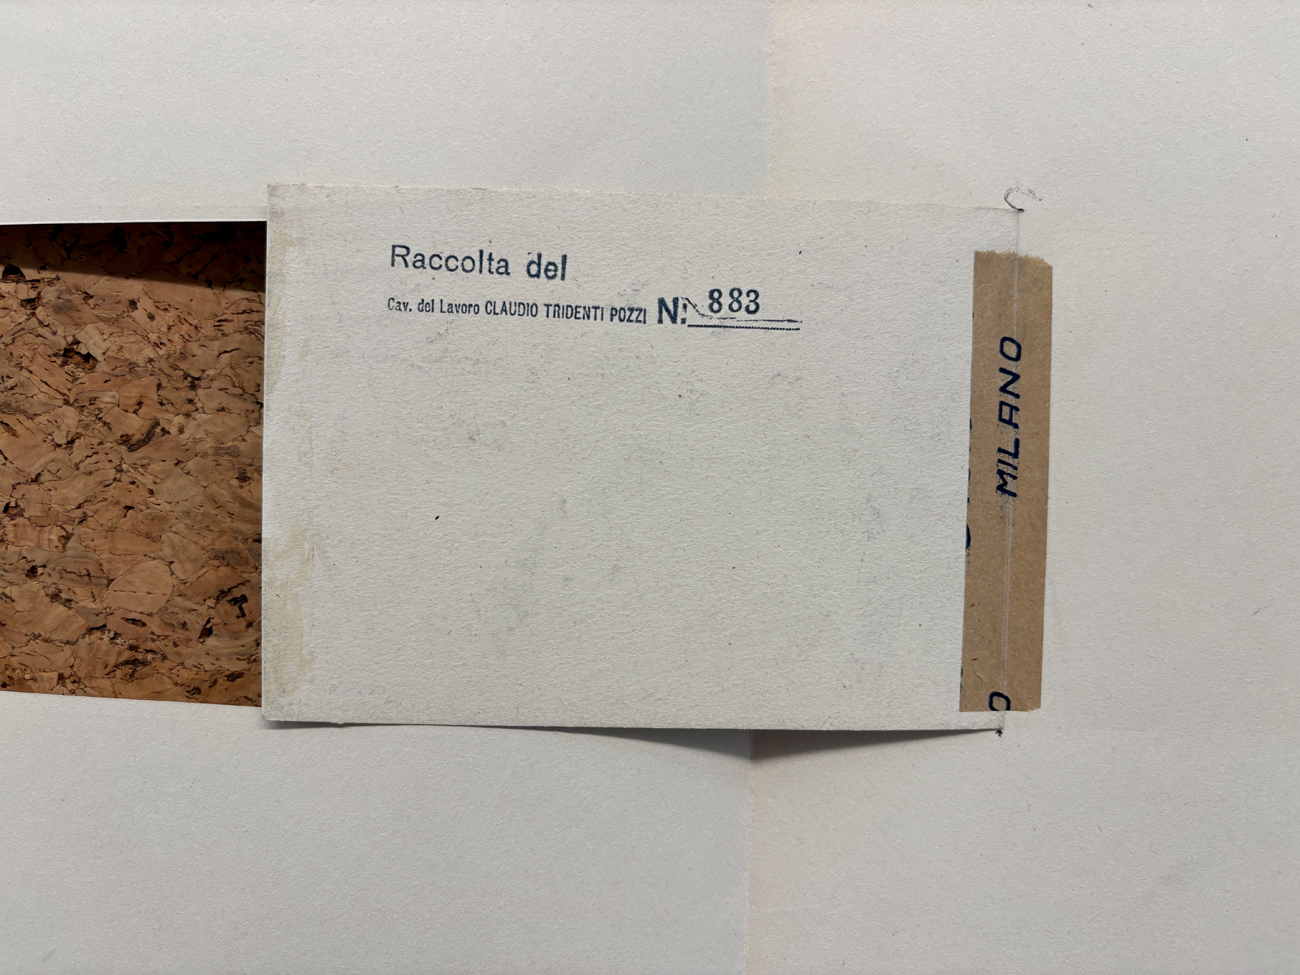 Raccolta del
Cav. del Lavoro CLAUDIO TRIDENTI POZZI N: 883
MILANO